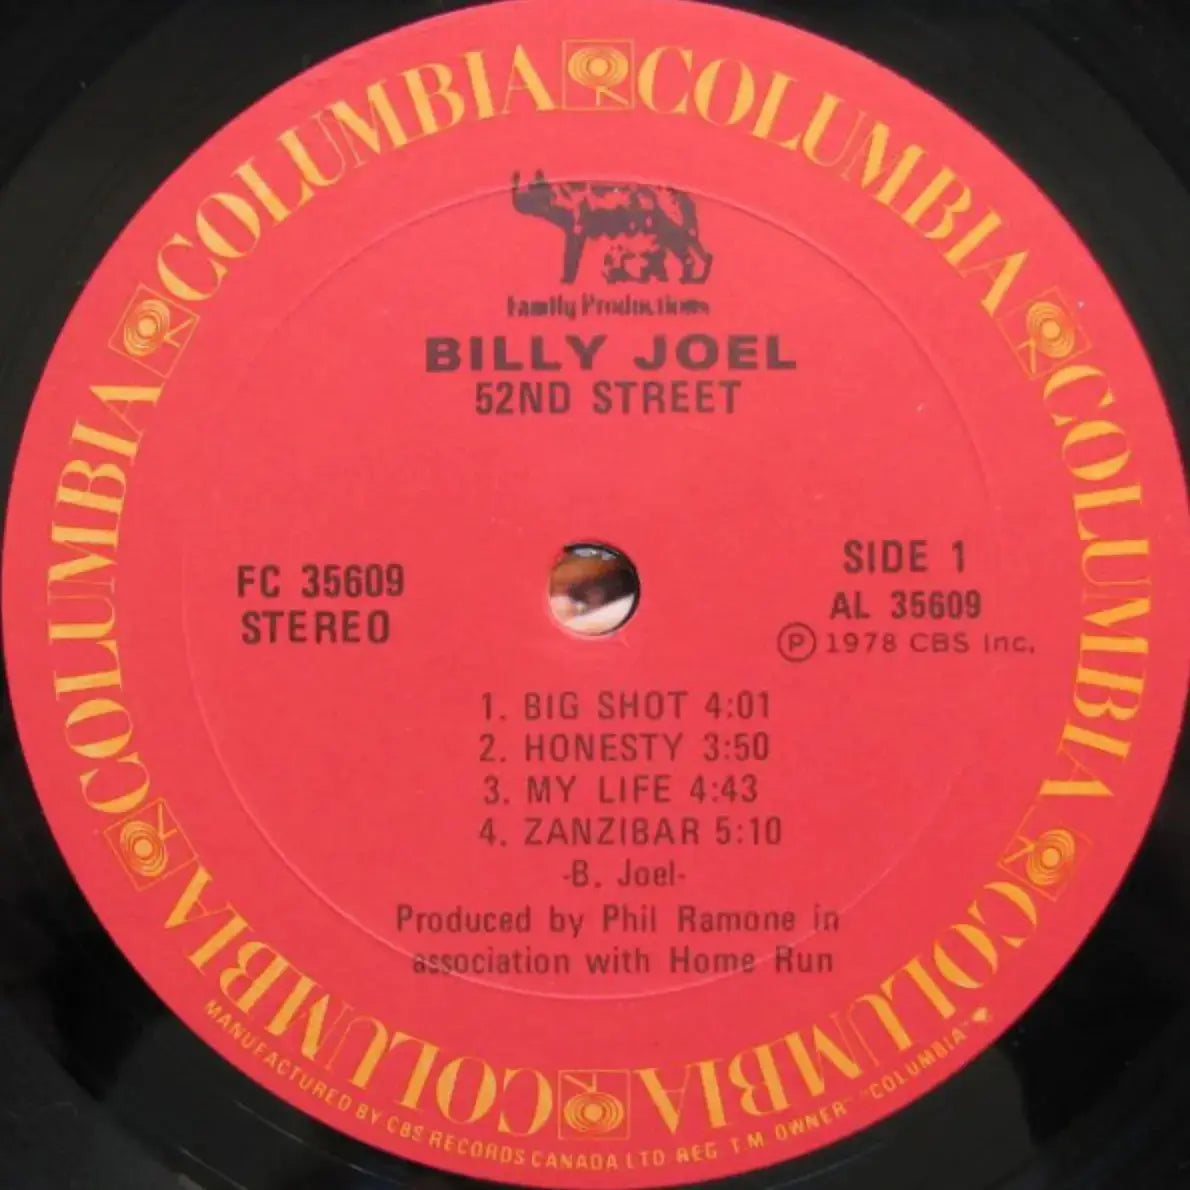 COLUMBIA COLUMBIA COLUMBIA COLUMBIA COLUMBIA COLUMBIA
Family Productions
BILLY JOEL
52ND STREET
FC 35609
STEREO
SIDE 1
AL 35609
Ⓟ 1978 CBS Inc.
1. BIG SHOT 4:01
2. HONESTY 3:50
3. MY LIFE 4:43
4. ZANZIBAR 5:10
-B. Joel-
Produced by Phil Ramone in
association with Home Run
MANUFACTURED BY CBS RECORDS CANADA LTD REG T.M. OWNER "COLUMBIA"